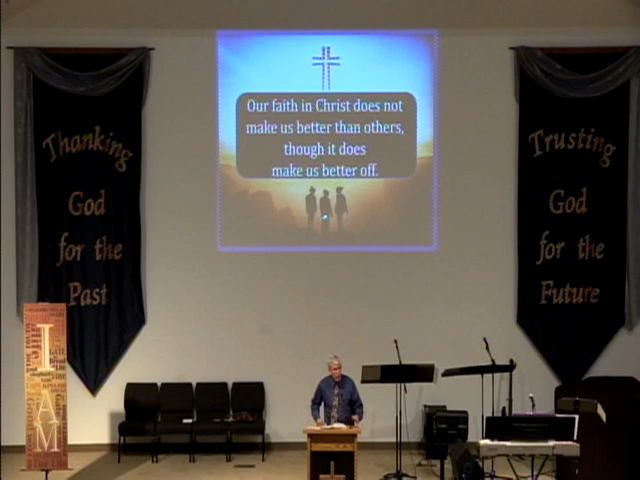 Our faith in Christ does not
make us better than others,
though it does
make us better off.
Thanking
God
for the
Past
Trusting
God
for the
Future
I
AM